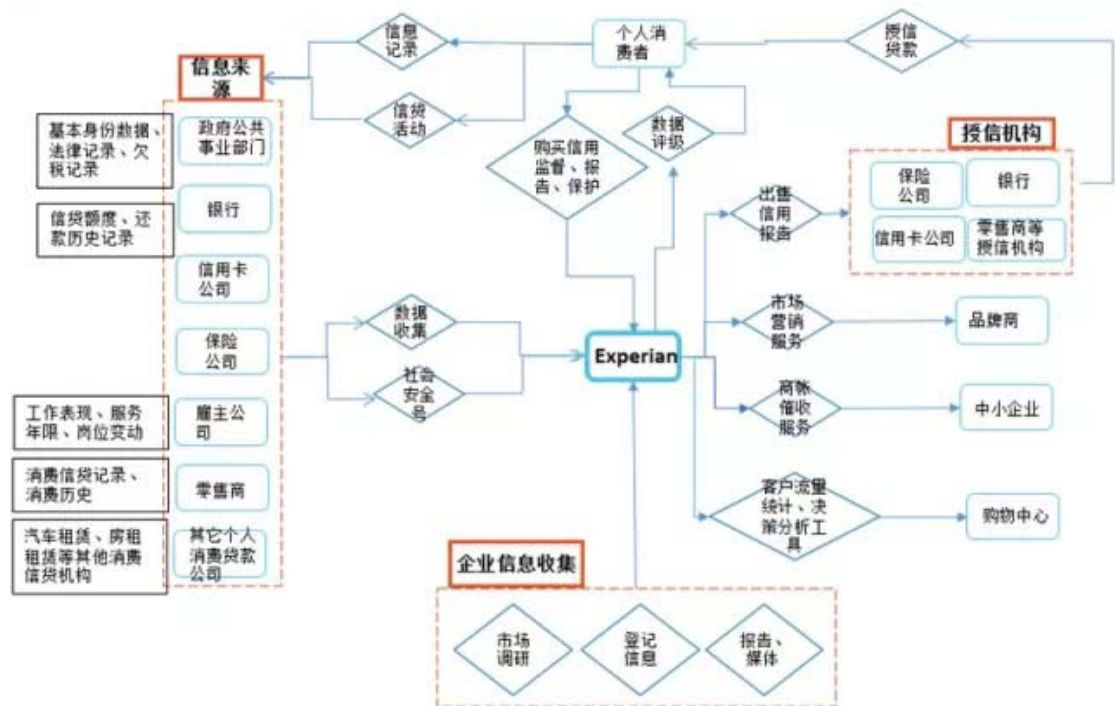 信息
记录
个人消
费者
授信
贷款
信息来
源
信贷
活动
数据
评级
购买信用
监督、报
告、保护
授信机构
基本身份数据、
法律记录、欠
税记录
政府公共
事业部门
保险
公司
银行
出售
信用
报告
信用卡公司
零售商等
授信机构
信贷额度、还
款历史记录
银行
信用卡
公司
数据
收集
市场
营销
服务
品牌商
保险
公司
Experian
社会
安全
号
商帐
催收
服务
中小企业
工作表现、服务
年限、岗位变动
雇主公
司
消费信贷记录、
消费历史
零售商
客户流量
统计、决
策分析工
具
购物中心
汽车租赁、房租
租赁等其他消费
信贷机构
其它个人
消费贷款
公司
企业信息收集
市场
调研
登记
信息
报告、
媒体